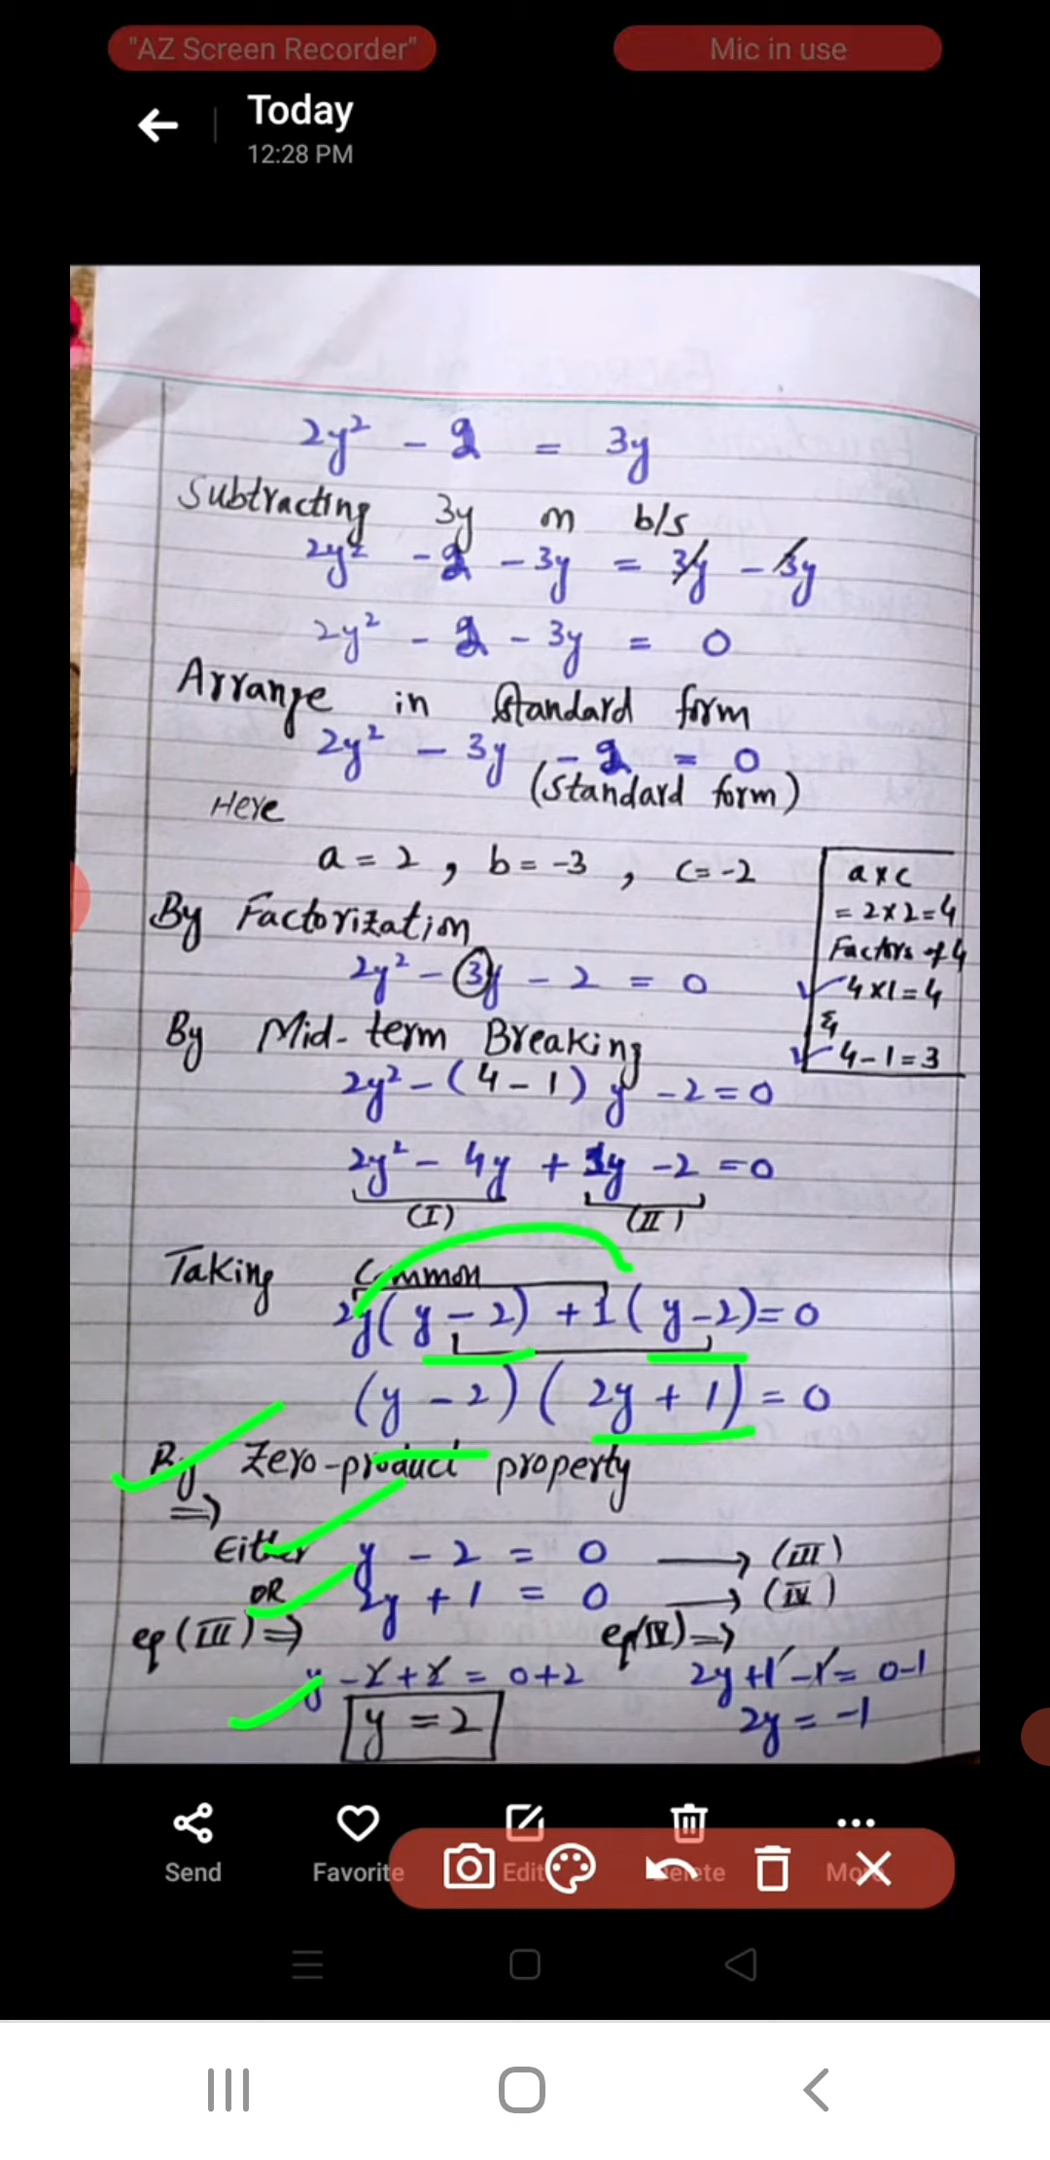 "AZ Screen Recorder"
Mic in use
Today
12:28 PM
2y² - 2 = 3y
Subtracting 3y on b/s
2y² - 2 - 3y = 3y - 3y
2y² - 2 - 3y = 0
Arrange in Standard form
2y² - 3y - 2 = 0
(Standard form)
Here
a = 2 , b = -3 , c = -2
a x c
= 2 x 2 = 4
Factors of 4
4 x 1 = 4
&
4 - 1 = 3
By Factorization
2y² - 3y - 2 = 0
By Mid-term Breaking
2y² - (4 - 1) y - 2 = 0
2y² - 4y + 1y - 2 = 0
(I) (II)
Taking Common
2y(y - 2) + 1(y - 2) = 0
(y - 2) (2y + 1) = 0
By Zero-product property
=>
Either y - 2 = 0 → (III)
OR 2y + 1 = 0 → (IV)
eq (III) => eq (IV) =>
y - 2 + 2 = 0 + 2 2y + 1 - 1 = 0 - 1
y = 2 2y = -1
Send
Favorite
Edit
Delete